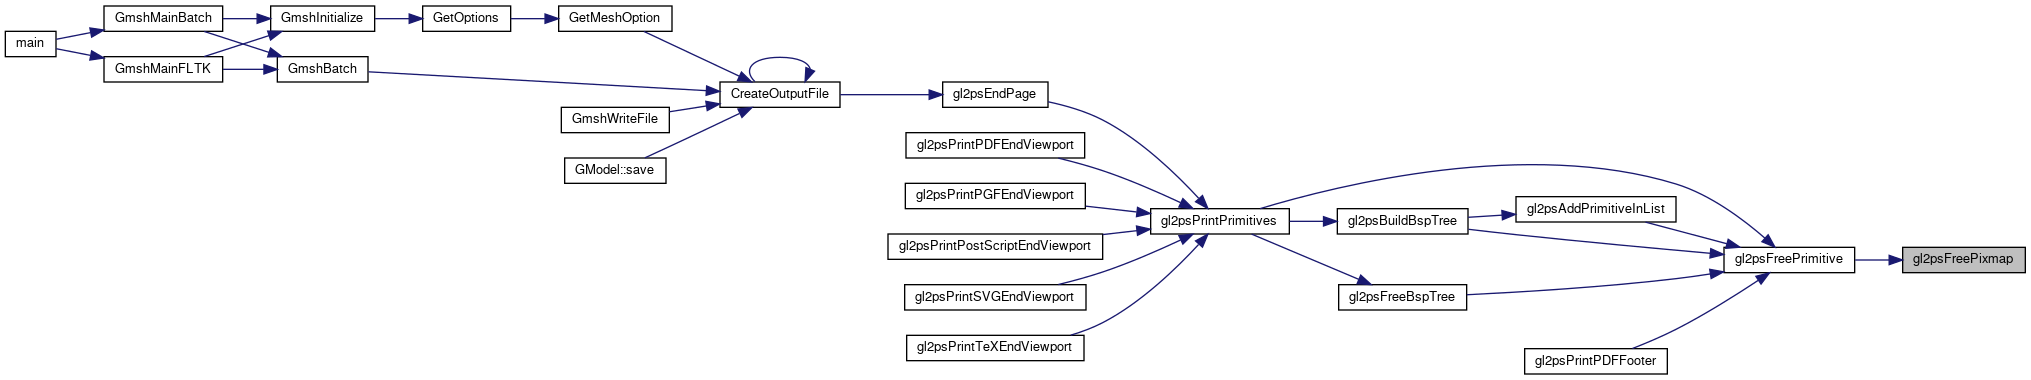 main
GmshMainBatch
GmshMainFLTK
GmshInitialize
GmshBatch
GetOptions
GetMeshOption
GmshWriteFile
GModel::save
CreateOutputFile
gl2psEndPage
gl2psPrintPDFEndViewport
gl2psPrintPGFEndViewport
gl2psPrintPostScriptEndViewport
gl2psPrintSVGEndViewport
gl2psPrintTeXEndViewport
gl2psPrintPrimitives
gl2psBuildBspTree
gl2psFreeBspTree
gl2psAddPrimitiveInList
gl2psPrintPDFFooter
gl2psFreePrimitive
gl2psFreePixmap